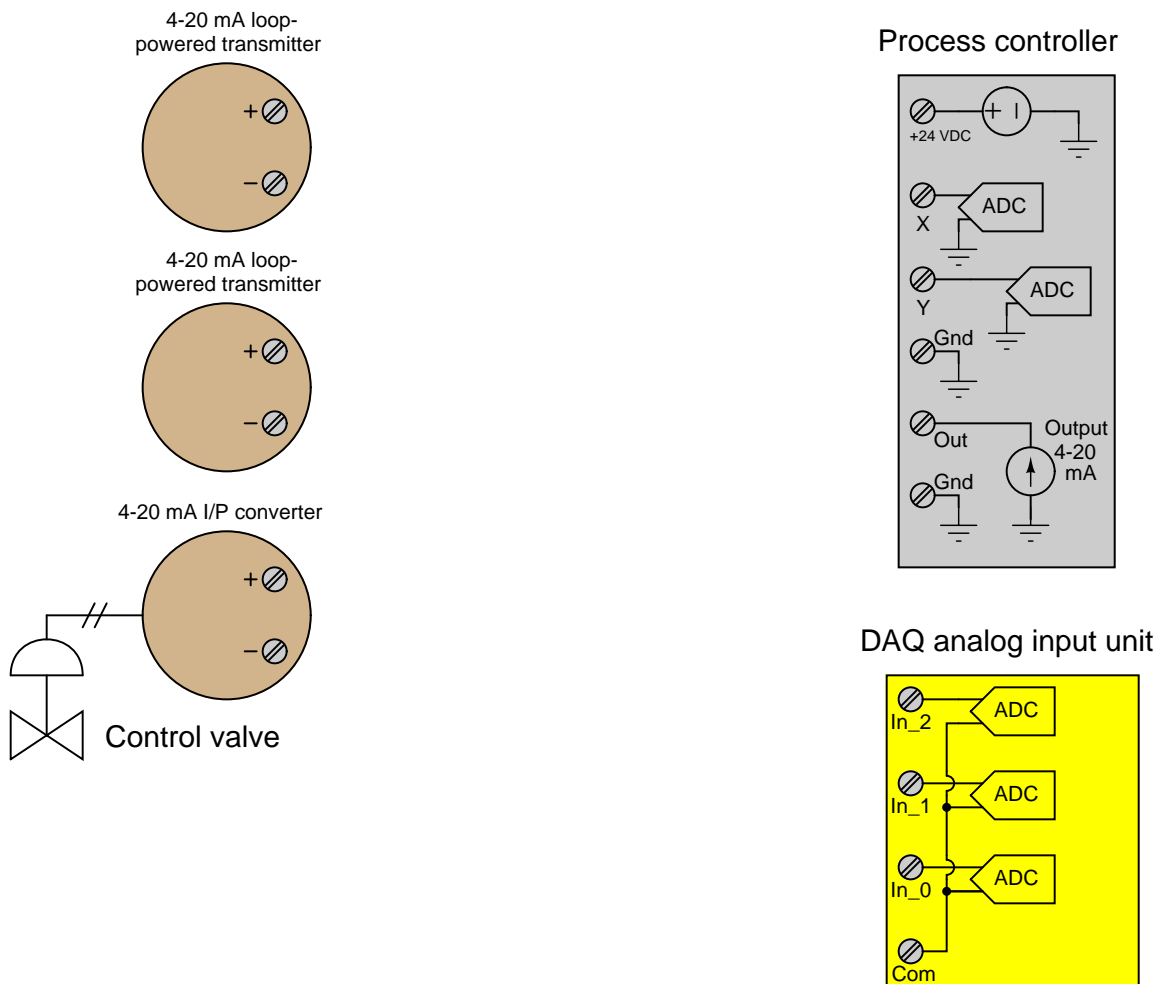 4-20 mA loop-
powered transmitter
+
−
4-20 mA loop-
powered transmitter
+
−
4-20 mA I/P converter
+
−
Control valve
Process controller
+ −
+24 VDC
X
ADC
Y
ADC
Gnd
Out
Output
4-20
mA
Gnd
DAQ analog input unit
In_2
ADC
In_1
ADC
In_0
ADC
Com